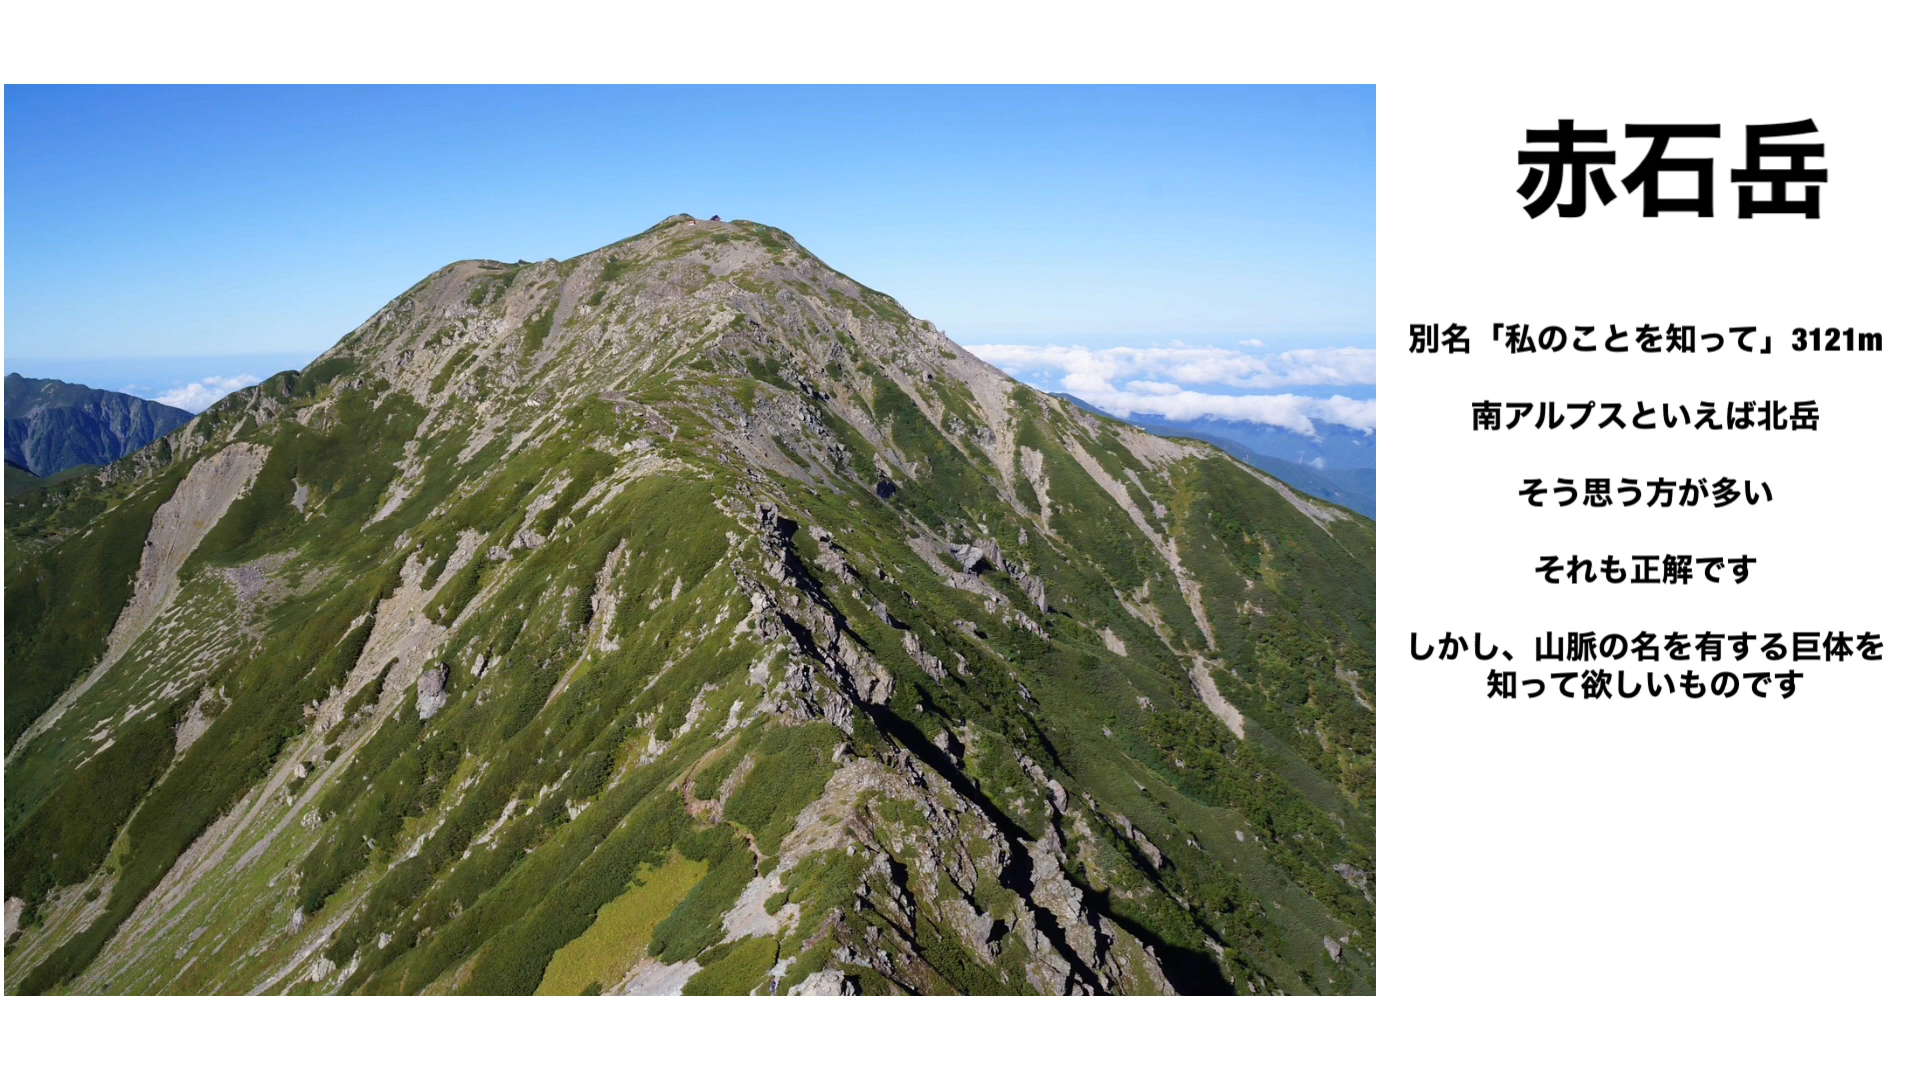 赤石岳
別名「私のことを知って」3121m
南アルプスといえば北岳
そう思う方が多い
それも正解です
しかし、山脈の名を有する巨体を
知って欲しいものです